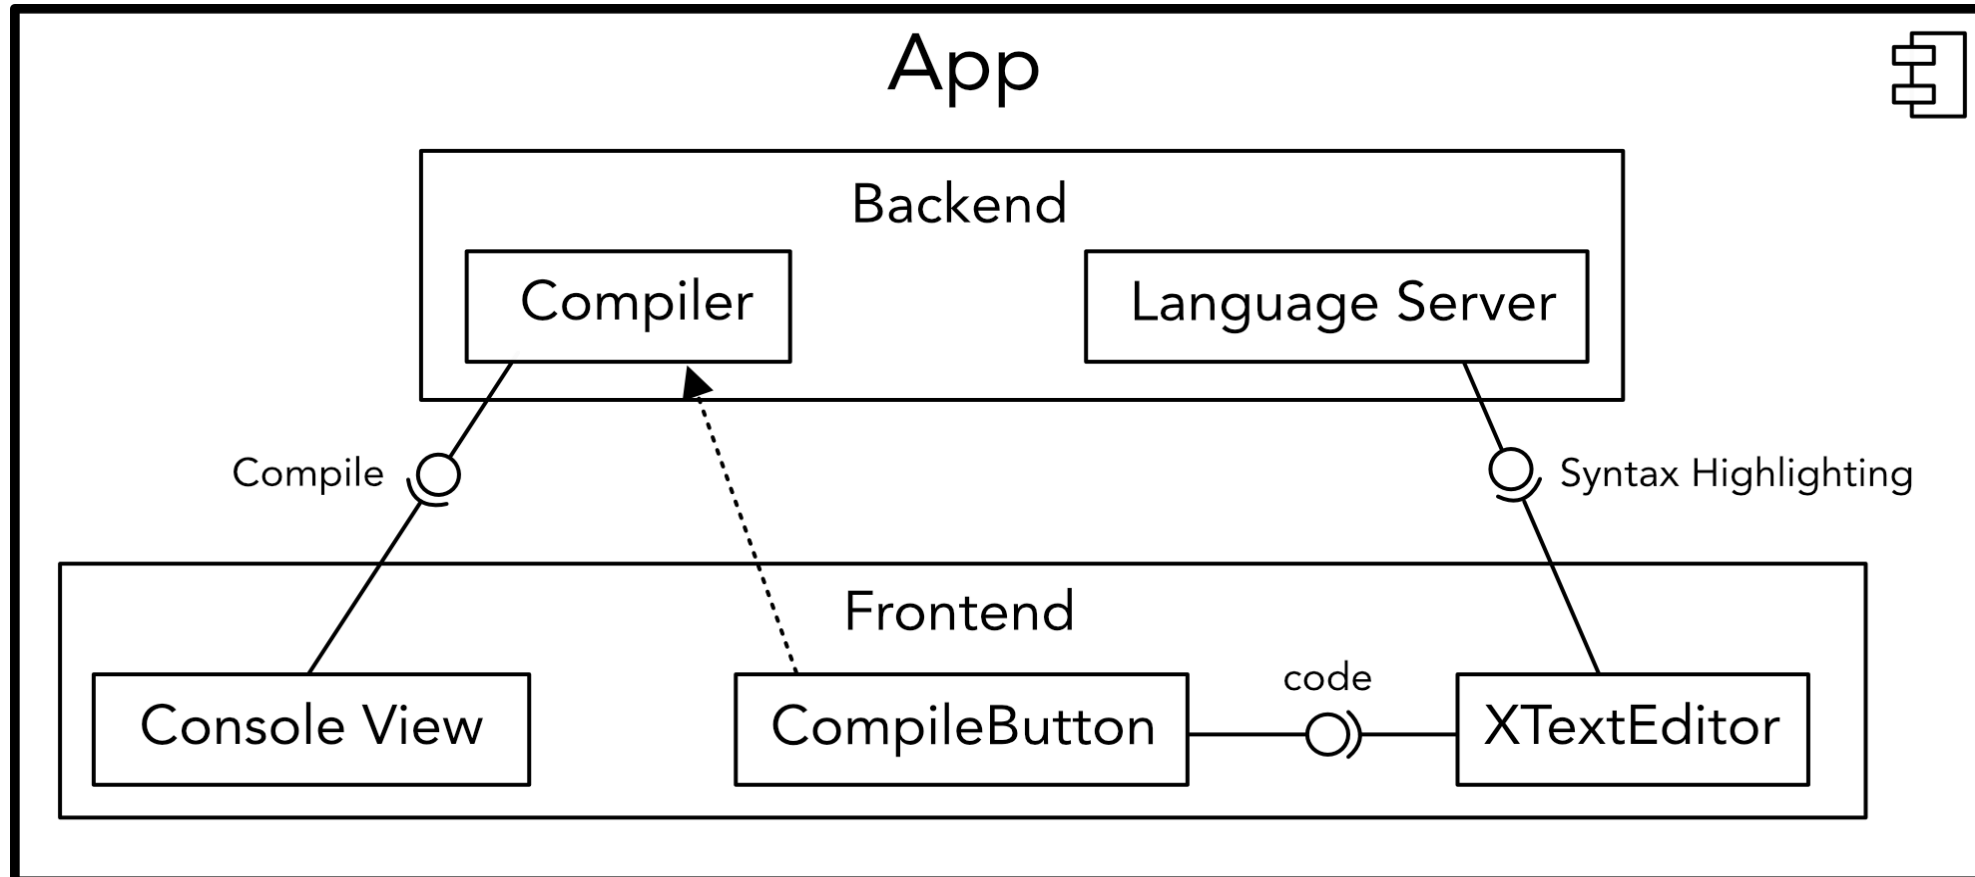 App
Backend
Compiler
Language Server
Compile
Syntax Highlighting
Frontend
code
Console View
CompileButton
XTextEditor